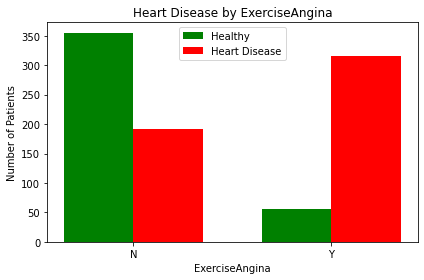 Heart Disease by ExerciseAngina
Healthy
Heart Disease
Number of Patients
350
300
250
200
150
100
50
0
N
Y
ExerciseAngina